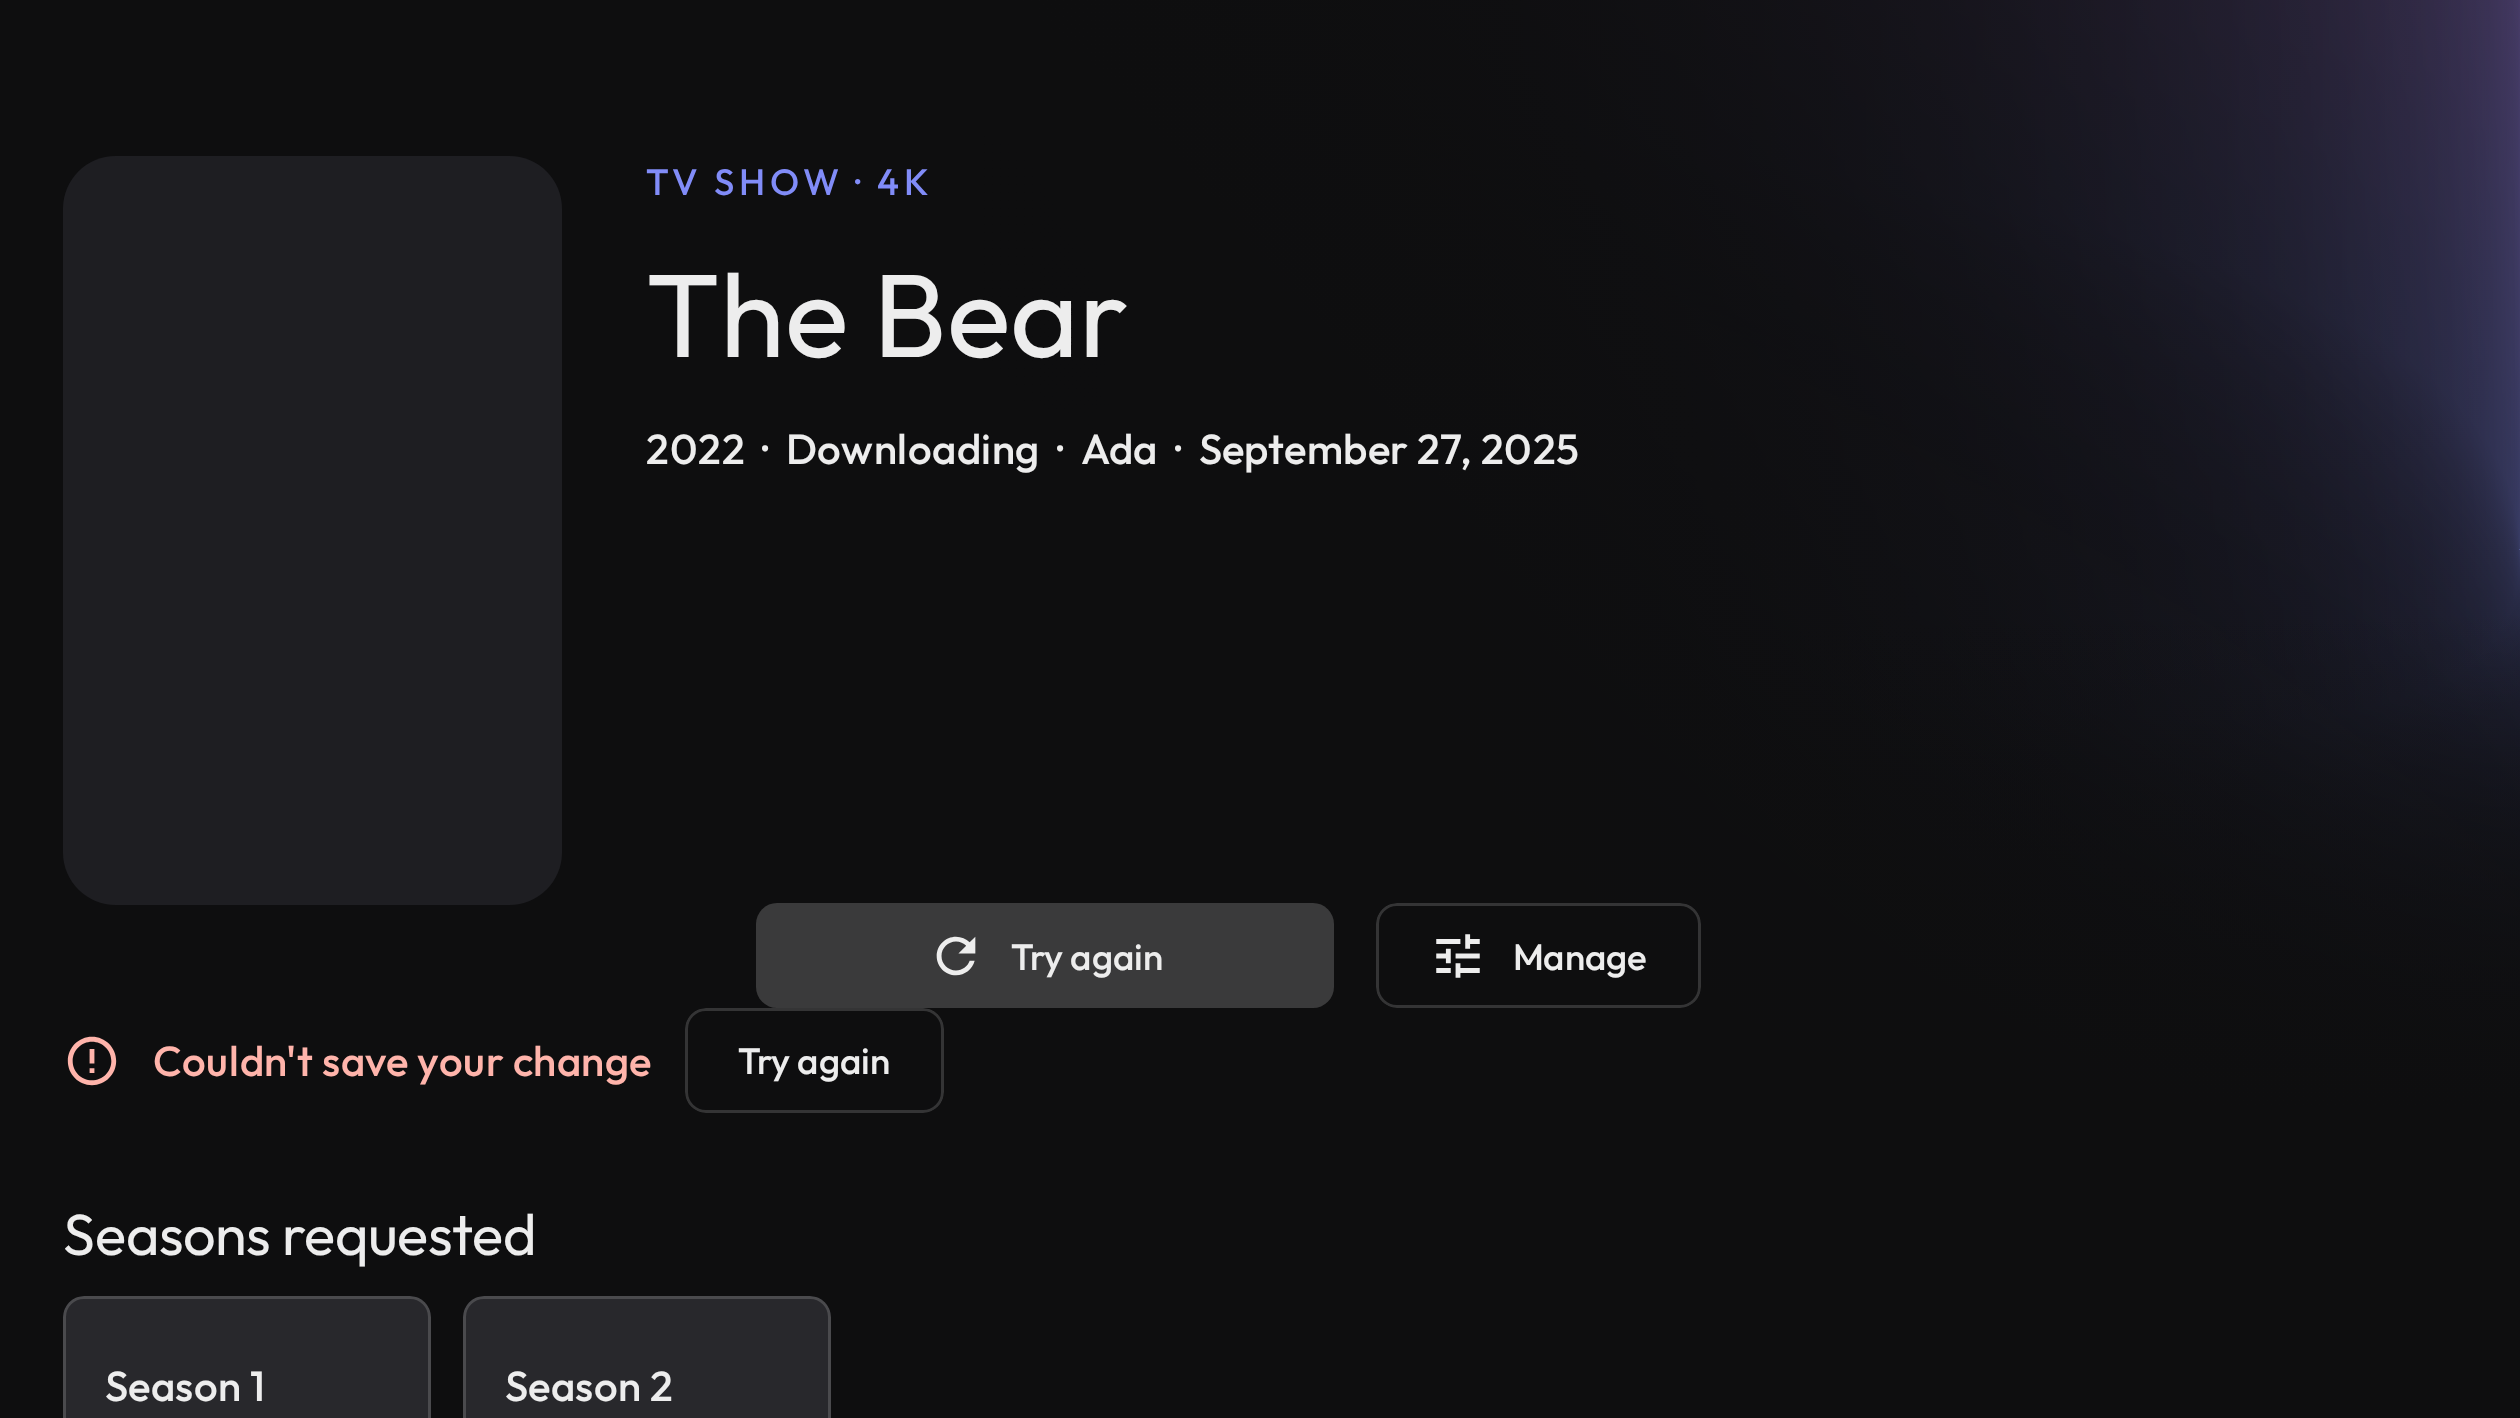 TV SHOW · 4K
The Bear
2022 · Downloading · Ada · September 27, 2025
Try again
Manage
Couldn't save your change
Try again
Seasons requested
Season 1
Season 2